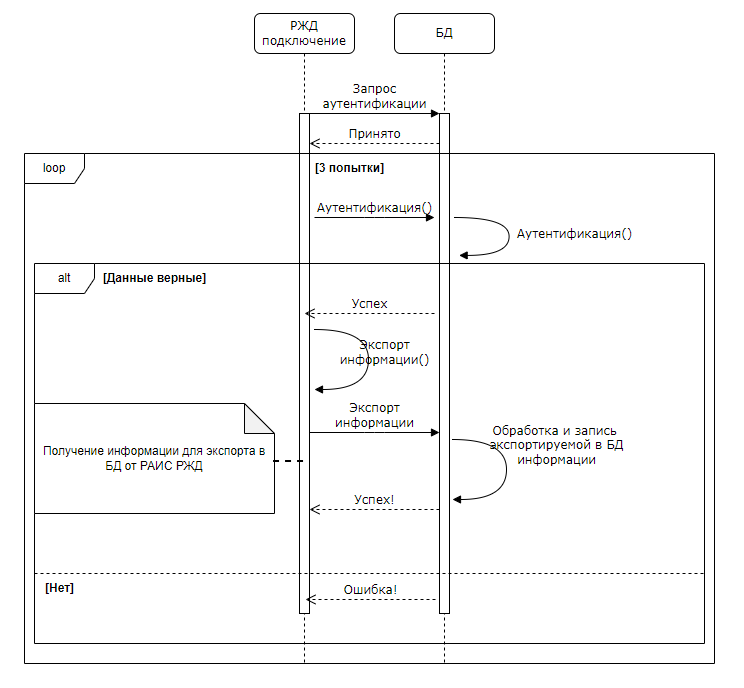 РЖД
подключение
БД
Запрос
аутентификации
Принято
loop
[3 попытки]
Аутентификация()
Аутентификация()
alt
[Данные верные]
Успех
Экспорт
информации()
Экспорт
информации
Обработка и запись
экспортируемой в БД
информации
Получение информации для экспорта в
БД от РАИС РЖД
Успех!
[Нет]
Ошибка!